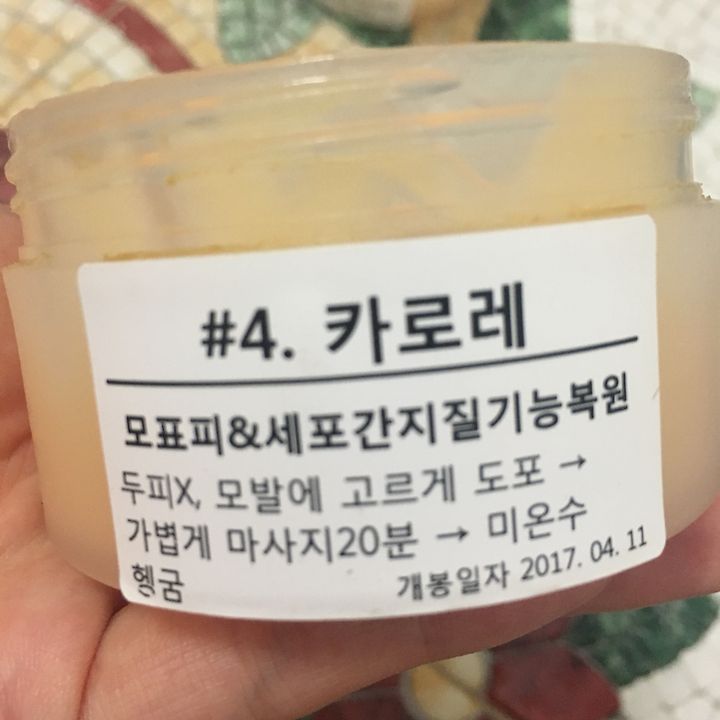 #4. 카로레
모표피&세포간지질기능복원
두피X, 모발에 고르게 도포 →
가볍게 마사지20분 → 미온수
헹굼
개봉일자 2017. 04. 11